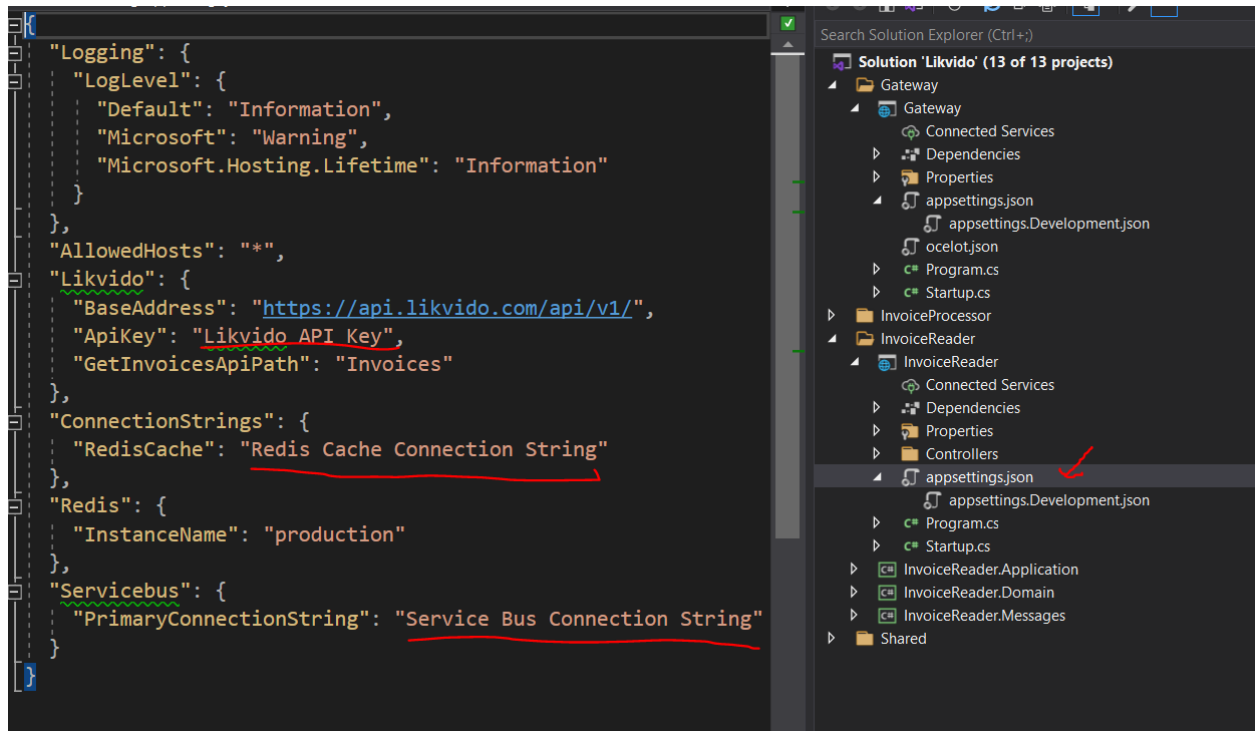 {
"Logging": {
"LogLevel": {
"Default": "Information",
"Microsoft": "Warning",
"Microsoft.Hosting.Lifetime": "Information"
}
},
"AllowedHosts": "*",
"Likvido": {
"BaseAddress": "https://api.likvido.com/api/v1/",
"ApiKey": "Likvido API Key",
"GetInvoicesApiPath": "Invoices"
},
"ConnectionStrings": {
"RedisCache": "Redis Cache Connection String"
},
"Redis": {
"InstanceName": "production"
},
"Servicebus": {
"PrimaryConnectionString": "Service Bus Connection String"
}
}
Search Solution Explorer (Ctrl+;)
Solution 'Likvido' (13 of 13 projects)
Gateway
Gateway
Connected Services
Dependencies
Properties
appsettings.json
appsettings.Development.json
ocelot.json
C# Program.cs
C# Startup.cs
InvoiceProcessor
InvoiceReader
InvoiceReader
Connected Services
Dependencies
Properties
Controllers
appsettings.json
appsettings.Development.json
C# Program.cs
C# Startup.cs
C# InvoiceReader.Application
C# InvoiceReader.Domain
C# InvoiceReader.Messages
Shared